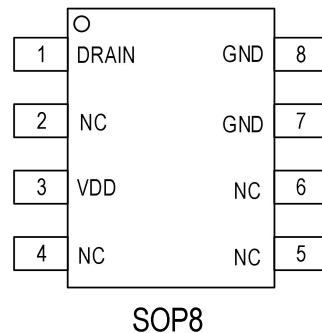 1 DRAIN GND 8
2 NC GND 7
3 VDD NC 6
4 NC NC 5
SOP8